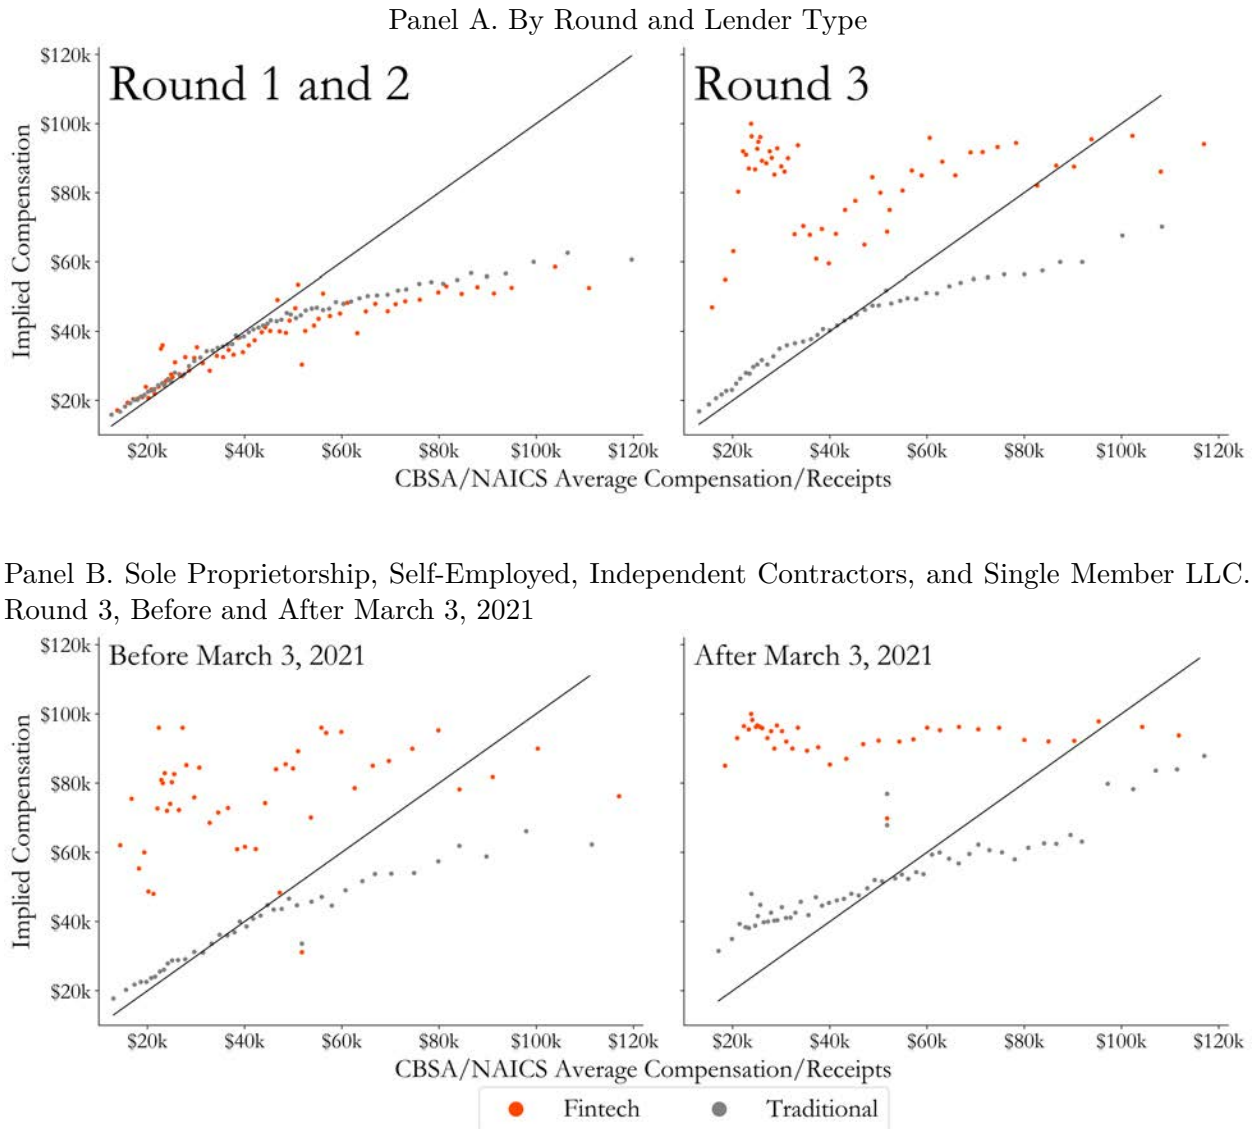 Panel A. By Round and Lender Type
Round 1 and 2
Round 3
Implied Compensation
$120k
$100k
$80k
$60k
$40k
$20k
$20k $40k $60k $80k $100k $120k
$20k $40k $60k $80k $100k $120k
CBSA/NAICS Average Compensation/Receipts
Panel B. Sole Proprietorship, Self-Employed, Independent Contractors, and Single Member LLC.
Round 3, Before and After March 3, 2021
Before March 3, 2021
After March 3, 2021
Implied Compensation
$120k
$100k
$80k
$60k
$40k
$20k
$20k $40k $60k $80k $100k $120k
$20k $40k $60k $80k $100k $120k
CBSA/NAICS Average Compensation/Receipts
Fintech Traditional